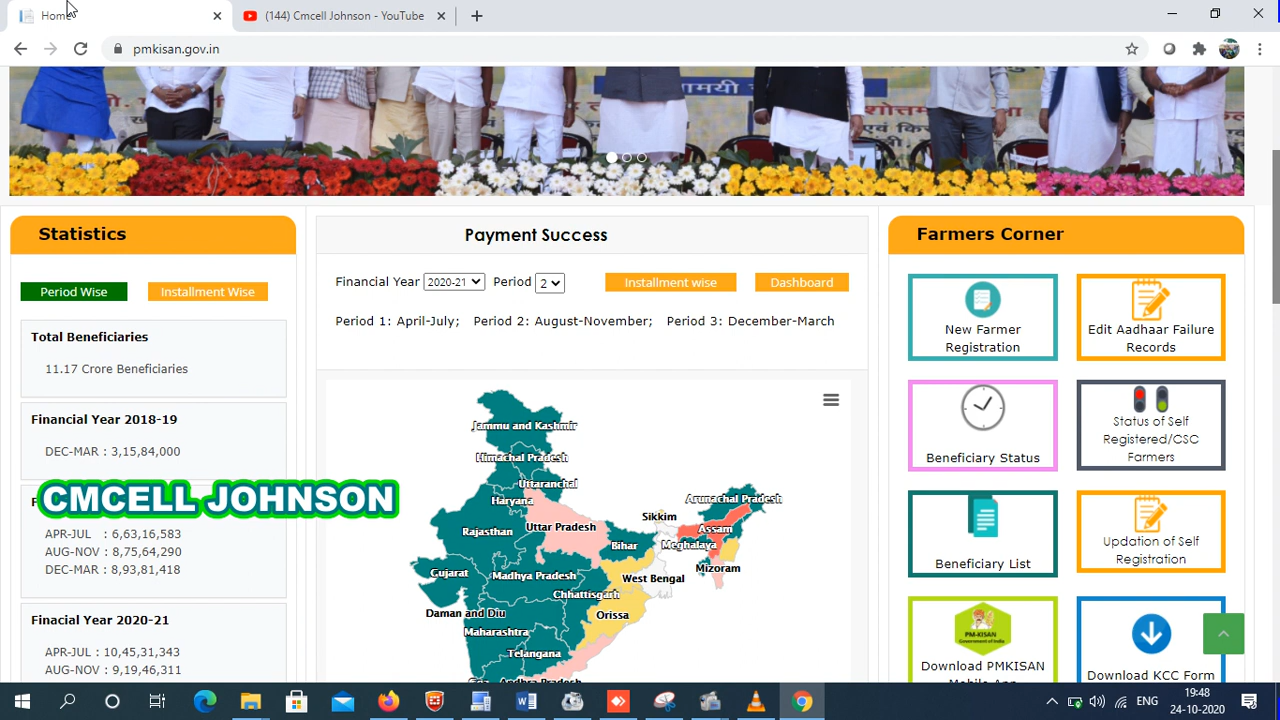 Home
(144) Cmcell Johnson - YouTube
pmkisan.gov.in
Statistics
Period Wise
Installment Wise
Total Beneficiaries
11.17 Crore Beneficiaries
Financial Year 2018-19
DEC-MAR : 3,15,84,000
CMCELL JOHNSON
APR-JUL : 6,63,16,583
AUG-NOV : 8,75,64,290
DEC-MAR : 8,93,81,418
Finacial Year 2020-21
APR-JUL : 10,45,31,343
AUG-NOV : 9,19,46,311
Payment Success
Financial Year 2020-21 Period 2
Installment wise
Dashboard
Period 1: April-July; Period 2: August-November; Period 3: December-March
Jammu and Kashmir
Himachal Pradesh
Uttaranchal
Haryana
Arunachal Pradesh
Sikkim
Uttar Pradesh
Assam
Rajasthan
Bihar
Meghalaya
Mizoram
Gujarat
Madhya Pradesh
West Bengal
Chhattisgarh
Daman and Diu
Orissa
Maharashtra
Telangana
Andhra Pradesh
Farmers Corner
New Farmer
Registration
Edit Aadhaar Failure
Records
Beneficiary Status
Status of Self
Registered/CSC
Farmers
Beneficiary List
Updation of Self
Registration
PM-KISAN
Government of India
Download PMKISAN
Mobile App
Download KCC Form
ENG
19:48
24-10-2020